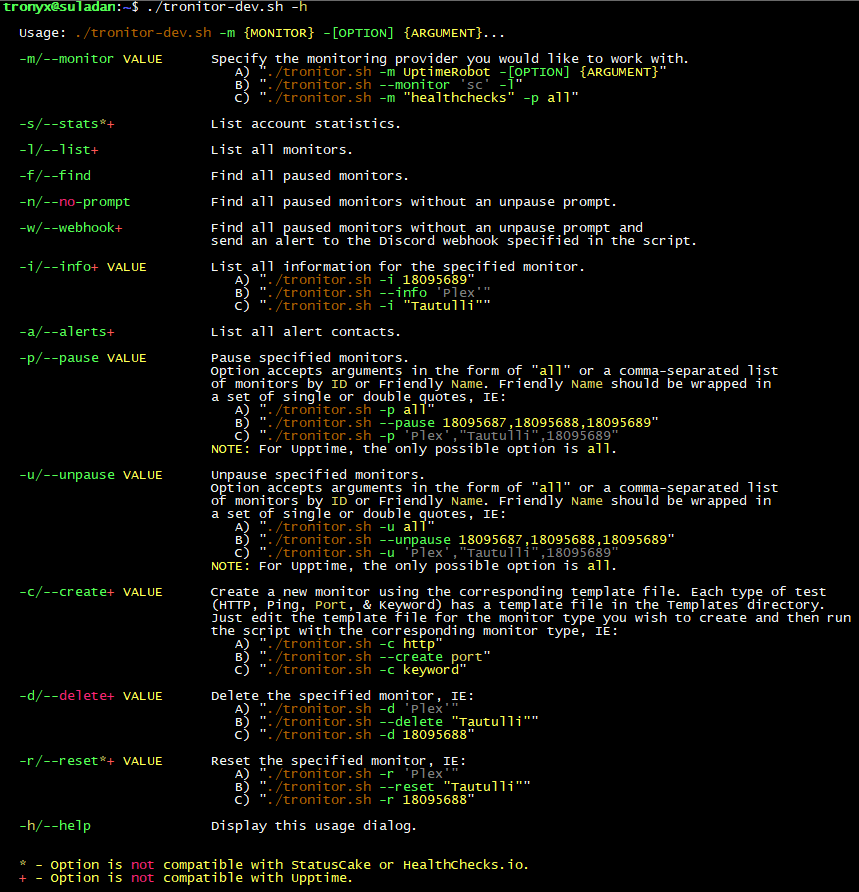 tronyx@suladan:~$ ./tronitor-dev.sh -h
Usage: ./tronitor-dev.sh -m {MONITOR} -[OPTION] {ARGUMENT}...
-m/--monitor VALUE Specify the monitoring provider you would like to work with.
A) "./tronitor.sh -m UptimeRobot -[OPTION] {ARGUMENT}"
B) "./tronitor.sh --monitor 'sc' -l"
C) "./tronitor.sh -m "healthchecks" -p all"
-s/--stats*+ List account statistics.
-l/--list+ List all monitors.
-f/--find Find all paused monitors.
-n/--no-prompt Find all paused monitors without an unpause prompt.
-w/--webhook+ Find all paused monitors without an unpause prompt and
send an alert to the Discord webhook specified in the script.
-i/--info+ VALUE List all information for the specified monitor.
A) "./tronitor.sh -i 18095689"
B) "./tronitor.sh --info 'Plex'"
C) "./tronitor.sh -i "Tautulli""
-a/--alerts+ List all alert contacts.
-p/--pause VALUE Pause specified monitors.
Option accepts arguments in the form of "all" or a comma-separated list
of monitors by ID or Friendly Name. Friendly Name should be wrapped in
a set of single or double quotes, IE:
A) "./tronitor.sh -p all"
B) "./tronitor.sh --pause 18095687,18095688,18095689"
C) "./tronitor.sh -p 'Plex',"Tautulli",18095689"
NOTE: For Upptime, the only possible option is all.
-u/--unpause VALUE Unpause specified monitors.
Option accepts arguments in the form of "all" or a comma-separated list
of monitors by ID or Friendly Name. Friendly Name should be wrapped in
a set of single or double quotes, IE:
A) "./tronitor.sh -u all"
B) "./tronitor.sh --unpause 18095687,18095688,18095689"
C) "./tronitor.sh -u 'Plex',"Tautulli",18095689"
NOTE: For Upptime, the only possible option is all.
-c/--create+ VALUE Create a new monitor using the corresponding template file. Each type of test
(HTTP, Ping, Port, & Keyword) has a template file in the Templates directory.
Just edit the template file for the monitor type you wish to create and then run
the script with the corresponding monitor type, IE:
A) "./tronitor.sh -c http"
B) "./tronitor.sh --create port"
C) "./tronitor.sh -c keyword"
-d/--delete+ VALUE Delete the specified monitor, IE:
A) "./tronitor.sh -d 'Plex'"
B) "./tronitor.sh --delete "Tautulli""
C) "./tronitor.sh -d 18095688"
-r/--reset*+ VALUE Reset the specified monitor, IE:
A) "./tronitor.sh -r 'Plex'"
B) "./tronitor.sh --reset "Tautulli""
C) "./tronitor.sh -r 18095688"
-h/--help Display this usage dialog.
* - Option is not compatible with StatusCake or HealthChecks.io.
+ - Option is not compatible with Upptime.